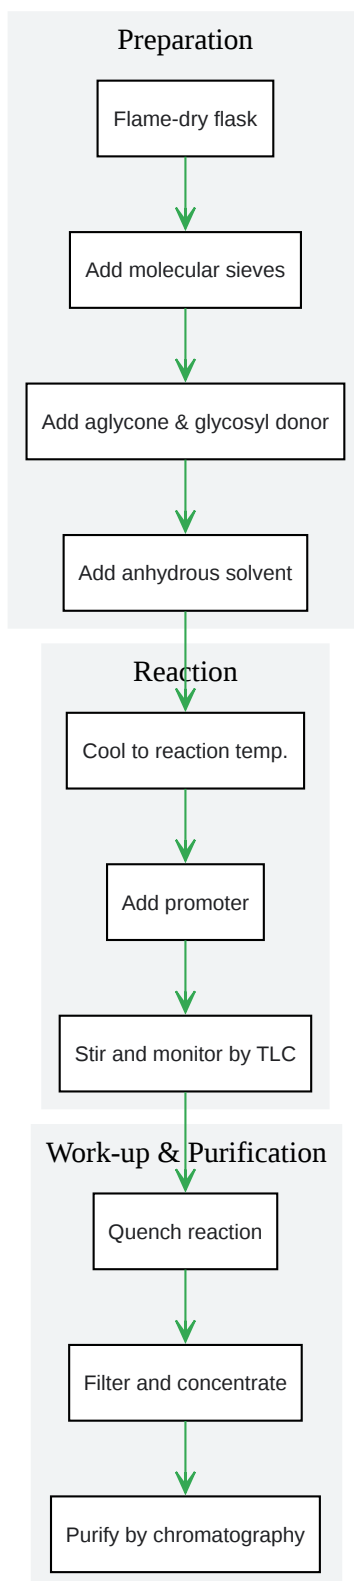 Preparation
Flame-dry flask
Add molecular sieves
Add aglycone & glycosyl donor
Add anhydrous solvent
Reaction
Cool to reaction temp.
Add promoter
Stir and monitor by TLC
Work-up & Purification
Quench reaction
Filter and concentrate
Purify by chromatography